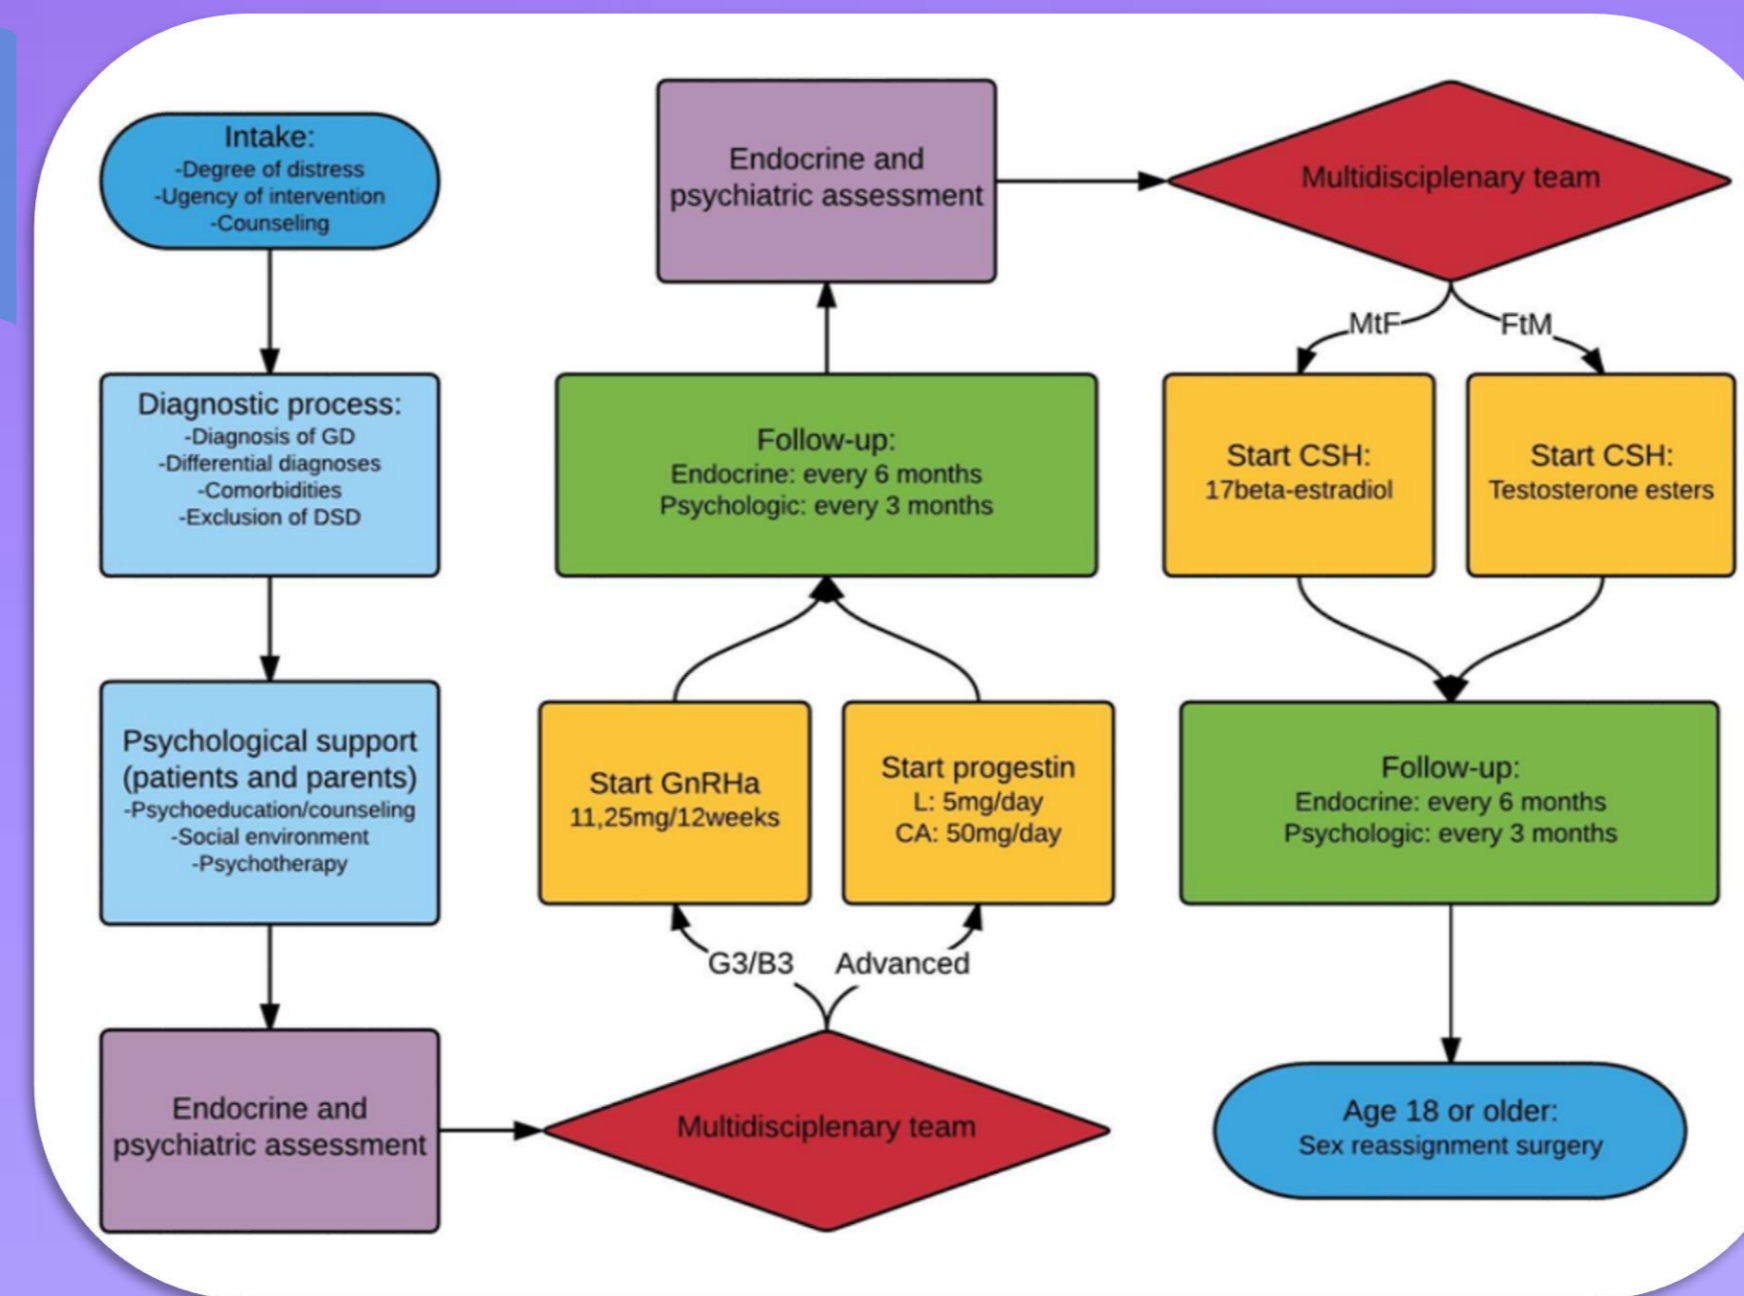 Intake:
-Degree of distress
-Ugency of intervention
-Counseling
Diagnostic process:
-Diagnosis of GD
-Differential diagnoses
-Comorbidities
-Exclusion of DSD
Psychological support
(patients and parents)
-Psychoeducation/counseling
-Social environment
-Psychotherapy
Endocrine and
psychiatric assessment
Multidisciplenary team
G3/B3
Advanced
Start GnRHa
11,25mg/12weeks
Start progestin
L: 5mg/day
CA: 50mg/day
Follow-up:
Endocrine: every 6 months
Psychologic: every 3 months
Endocrine and
psychiatric assessment
Multidisciplenary team
MtF
FtM
Start CSH:
17beta-estradiol
Start CSH:
Testosterone esters
Follow-up:
Endocrine: every 6 months
Psychologic: every 3 months
Age 18 or older:
Sex reassignment surgery